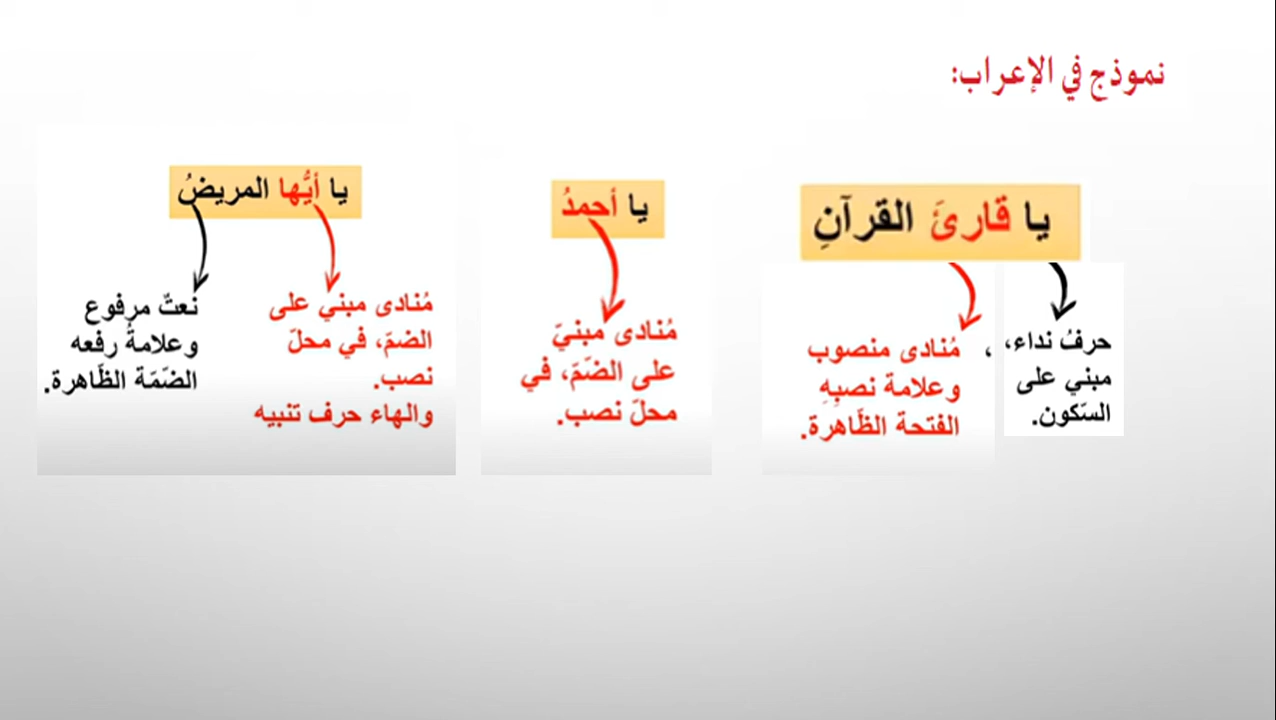 نموذج في الإعراب:
يا قارئَ القرآنِ
حرفُ نداء،
مبني على
السّكون.
،
مُنادى منصوب
وعلامة نصبِهِ
الفتحة الظّاهرة.
يا أحمدُ
مُنادى مبنيّ
على الضّمّ، في
محلّ نصب.
يا أيُّها المريضُ
مُنادى مبني على
الضمّ، في محلّ
نصب.
والهاء حرف تنبيه
نعتٌ مرفوع
وعلامةُ رفعه
الضّمّة الظّاهرة.